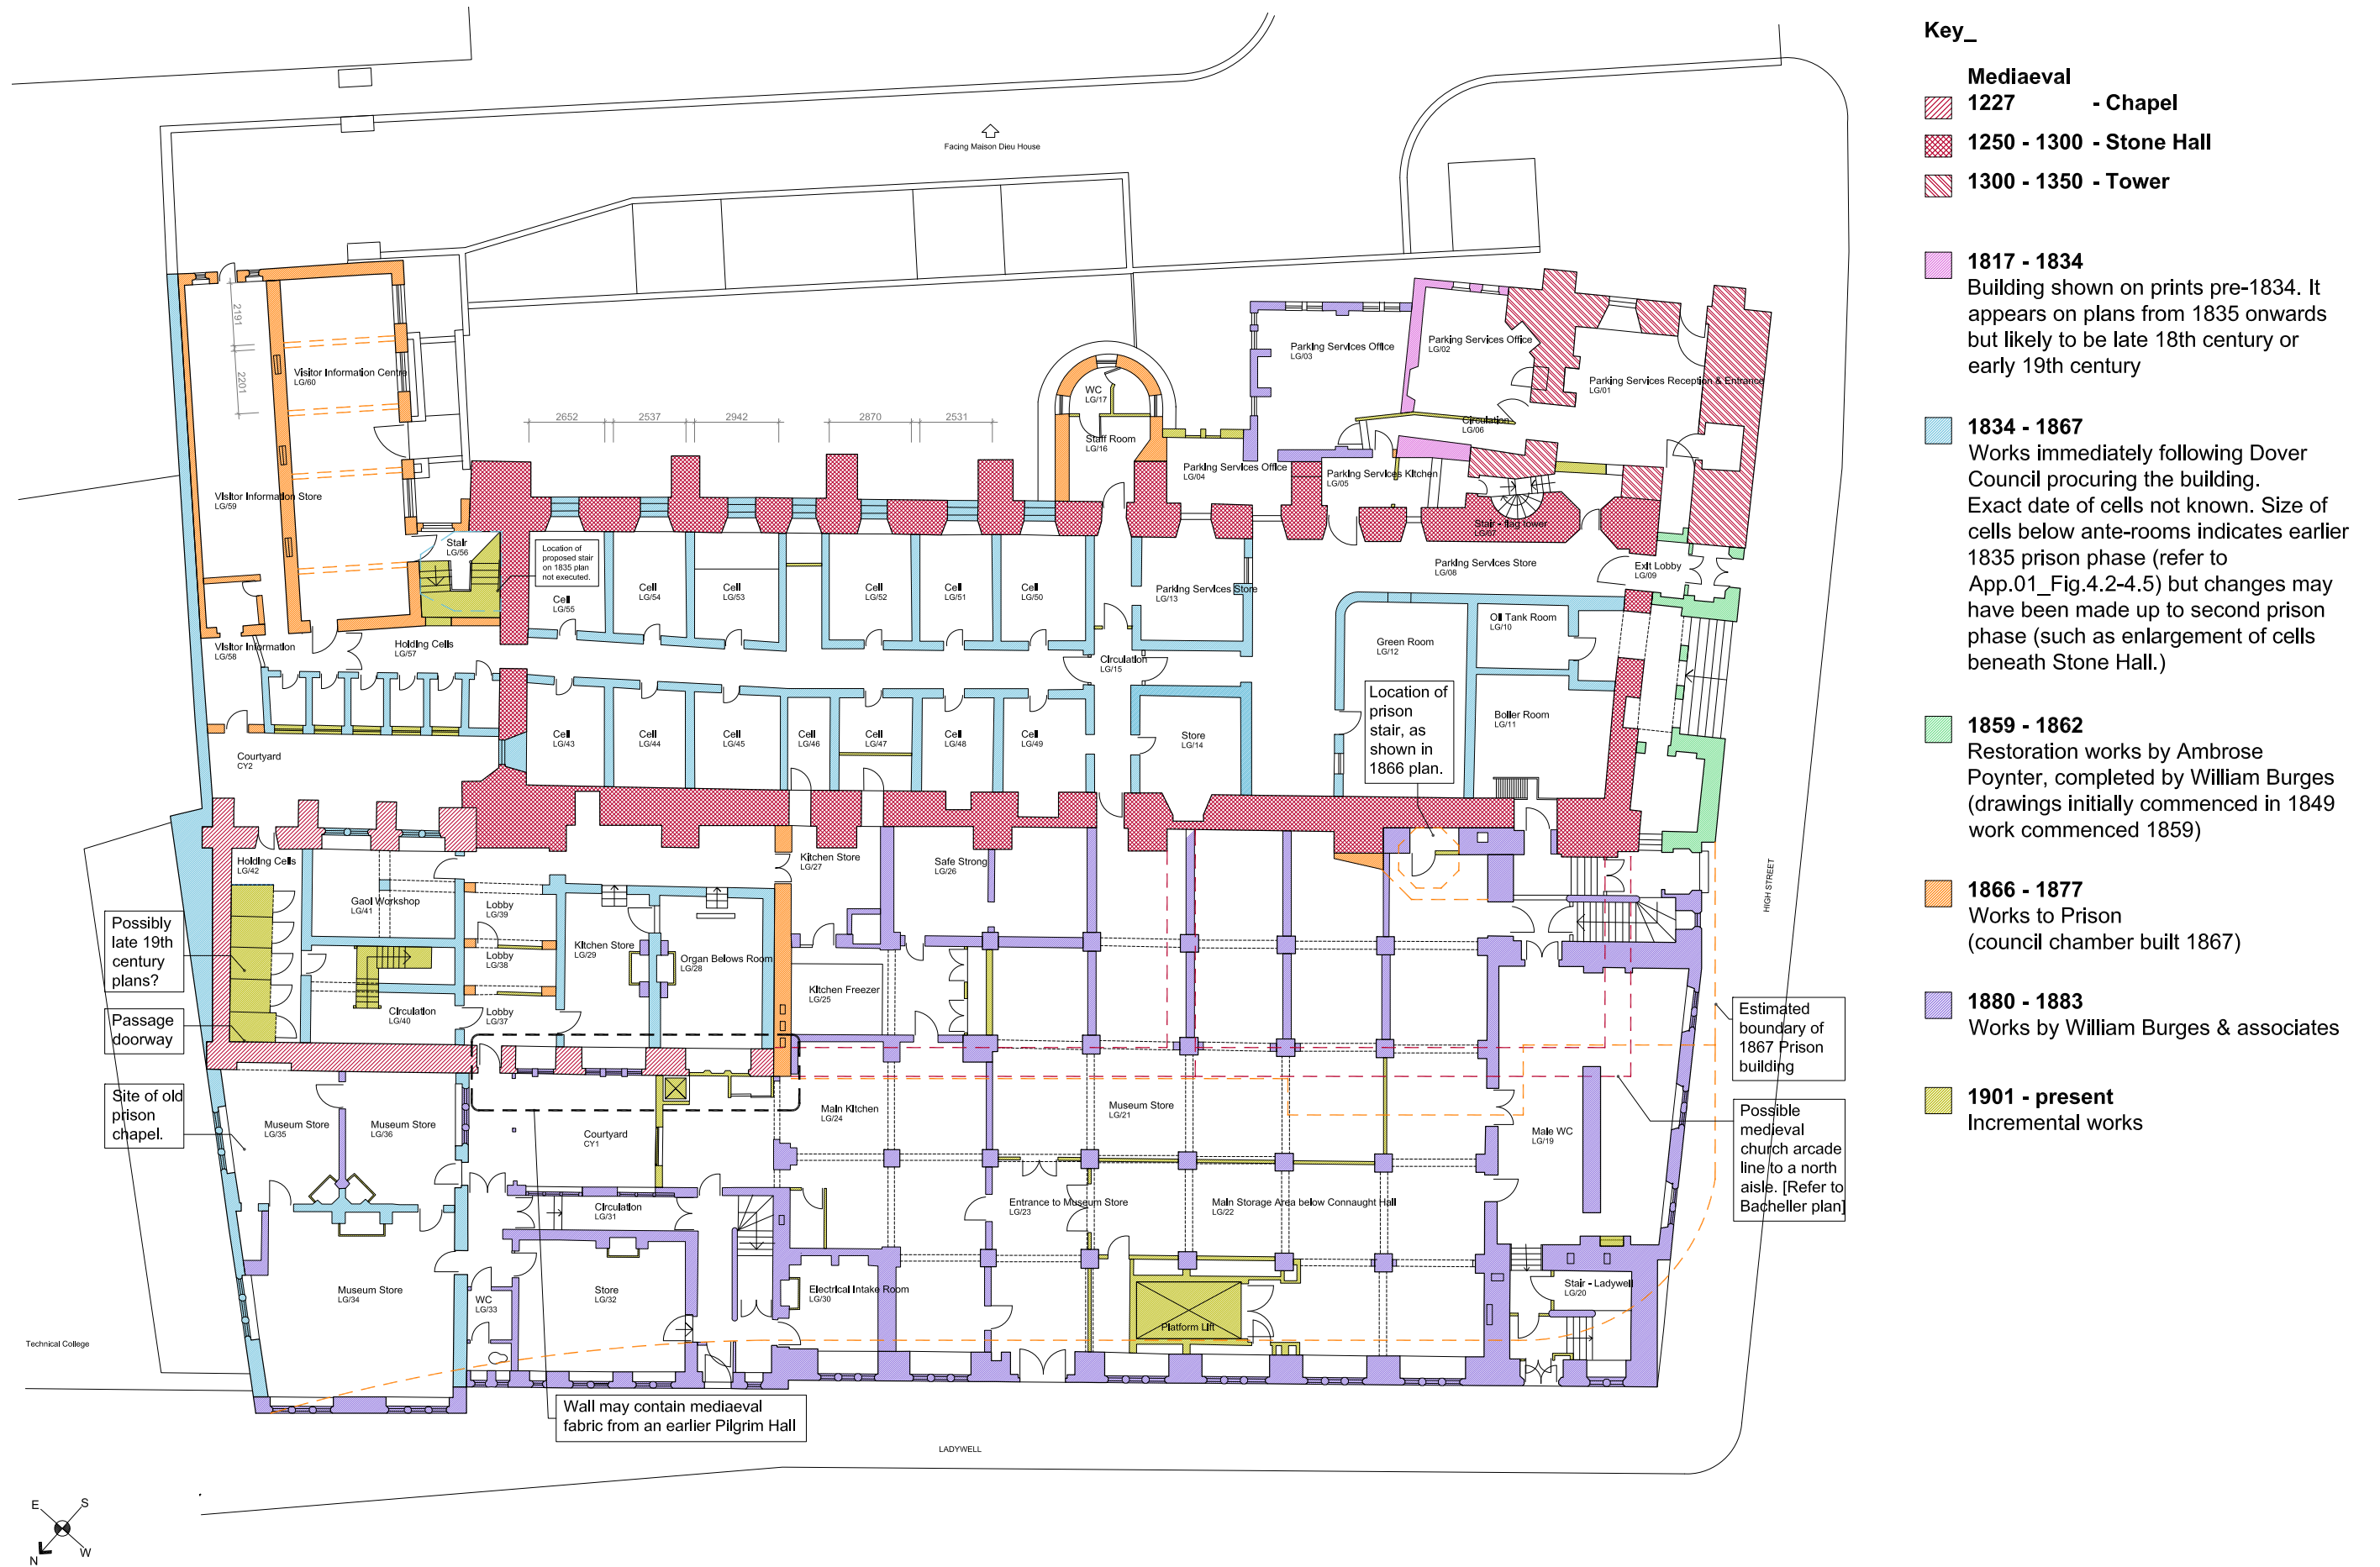 Key_
Mediaeval
1227 - Chapel
1250 - 1300 - Stone Hall
1300 - 1350 - Tower
1817 - 1834
Building shown on prints pre-1834. It
appears on plans from 1835 onwards
but likely to be late 18th century or
early 19th century
1834 - 1867
Works immediately following Dover
Council procuring the building.
Exact date of cells not known. Size of
cells below ante-rooms indicates earlier
1835 prison phase (refer to
App.01_Fig.4.2-4.5) but changes may
have been made up to second prison
phase (such as enlargement of cells
beneath Stone Hall.)
1859 - 1862
Restoration works by Ambrose
Poynter, completed by William Burges
(drawings initially commenced in 1849
work commenced 1859)
1866 - 1877
Works to Prison
(council chamber built 1867)
1880 - 1883
Works by William Burges & associates
1901 - present
Incremental works
Facing Maison Dieu House
2191
2201
Visitor Information Centre
LG/60
Visitor Information Store
LG/59
2652
2537
2942
2870
2531
WC
LG/17
Staff Room
LG/16
Parking Services Office
LG/03
Parking Services Office
LG/02
Parking Services Reception & Entrance
LG/01
Circulation
LG/06
Parking Services Office
LG/04
Parking Services Kitchen
LG/05
Stair - flag tower
LG/07
Stair
LG/56
Location of
proposed stair
on 1835 plan
not executed.
Cell
LG/55
Cell
LG/54
Cell
LG/53
Cell
LG/52
Cell
LG/51
Cell
LG/50
Parking Services Store
LG/13
Parking Services Store
LG/08
Exit Lobby
LG/09
Visitor Information
LG/58
Holding Cells
LG/57
Circulation
LG/15
Green Room
LG/12
Oil Tank Room
LG/10
Location of
prison
stair, as
shown in
1866 plan.
Boiler Room
LG/11
Courtyard
CY2
Cell
LG/43
Cell
LG/44
Cell
LG/45
Cell
LG/46
Cell
LG/47
Cell
LG/48
Cell
LG/49
Store
LG/14
Holding Cells
LG/42
Gaol Workshop
LG/41
Lobby
LG/39
Lobby
LG/38
Lobby
LG/37
Circulation
LG/40
Kitchen Store
LG/29
Organ Belows Room
LG/28
Kitchen Store
LG/27
Safe Strong
LG/26
Kitchen Freezer
LG/25
HIGH STREET
Possibly
late 19th
century
plans?
Passage
doorway
Site of old
prison
chapel.
Estimated
boundary of
1867 Prison
building
Possible
medieval
church arcade
line to a north
aisle. [Refer to
Bacheller plan]
Museum Store
LG/35
Museum Store
LG/36
Courtyard
CY1
Main Kitchen
LG/24
Museum Store
LG/21
Male WC
LG/19
Circulation
LG/31
Entrance to Museum Store
LG/23
Main Storage Area below Connaught Hall
LG/22
Museum Store
LG/34
WC
LG/33
Store
LG/32
Electrical Intake Room
LG/30
Platform Lift
Stair - Ladywell
LG/20
Technical College
Wall may contain mediaeval
fabric from an earlier Pilgrim Hall
LADYWELL
E
S
N
W